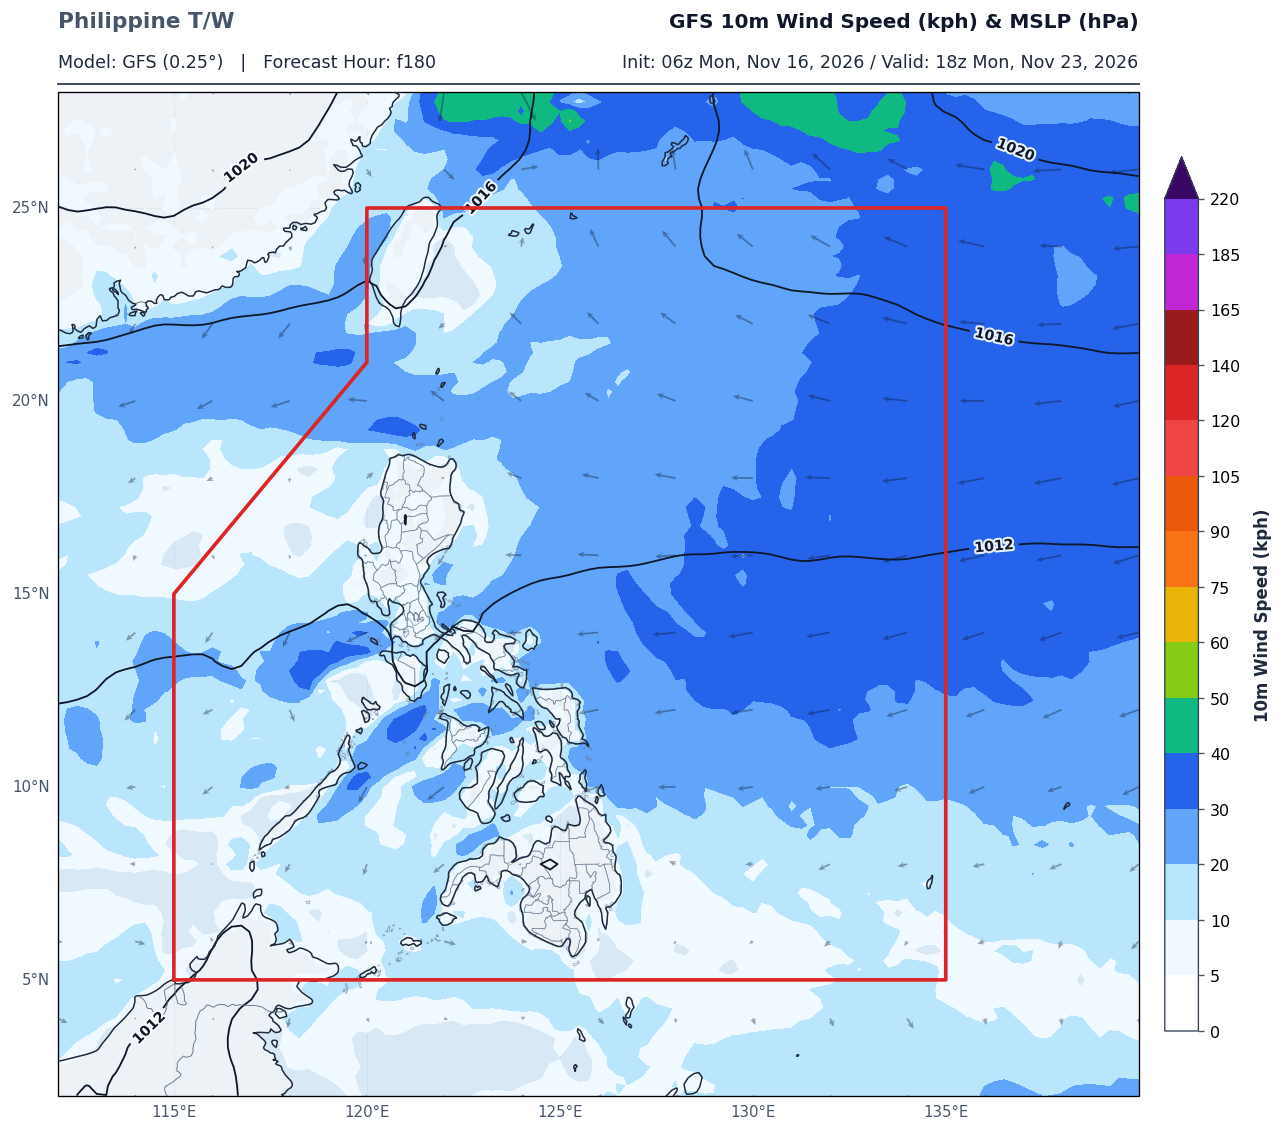 Philippine T/W
GFS 10m Wind Speed (kph) & MSLP (hPa)
Model: GFS (0.25°) | Forecast Hour: f180
Init: 06z Mon, Nov 16, 2026 / Valid: 18z Mon, Nov 23, 2026
1020
1020
1016
1016
1012
1012
25°N
20°N
15°N
10°N
5°N
115°E
120°E
125°E
130°E
135°E
220
185
165
140
120
105
90
75
60
50
40
30
20
10
5
0
10m Wind Speed (kph)